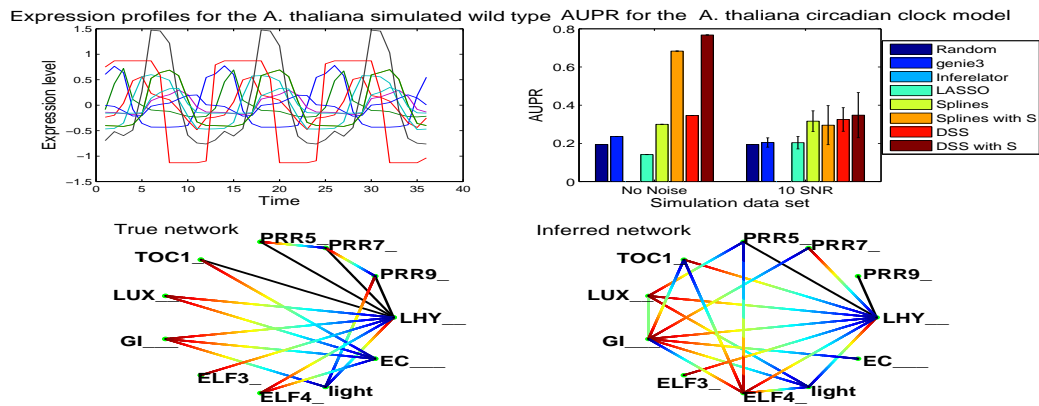 Expression profiles for the A. thaliana simulated wild type
1.5
1
0.5
0
−0.5
−1
−1.5
Expression level
0 5 10 15 20 25 30 35 40
Time
AUPR for the A. thaliana circadian clock model
0.8
0.6
0.4
0.2
0
AUPR
No Noise 10 SNR
Simulation data set
Random
genie3
Inferelator
LASSO
Splines
Splines with S
DSS
DSS with S
True network
PRR5_
PRR7_
TOC1_
PRR9_
LUX__
LHY__
GI___
EC___
ELF3_
light
ELF4_
Inferred network
PRR5_
PRR7_
TOC1_
PRR9_
LUX__
LHY__
GI___
EC___
ELF3_
light
ELF4_